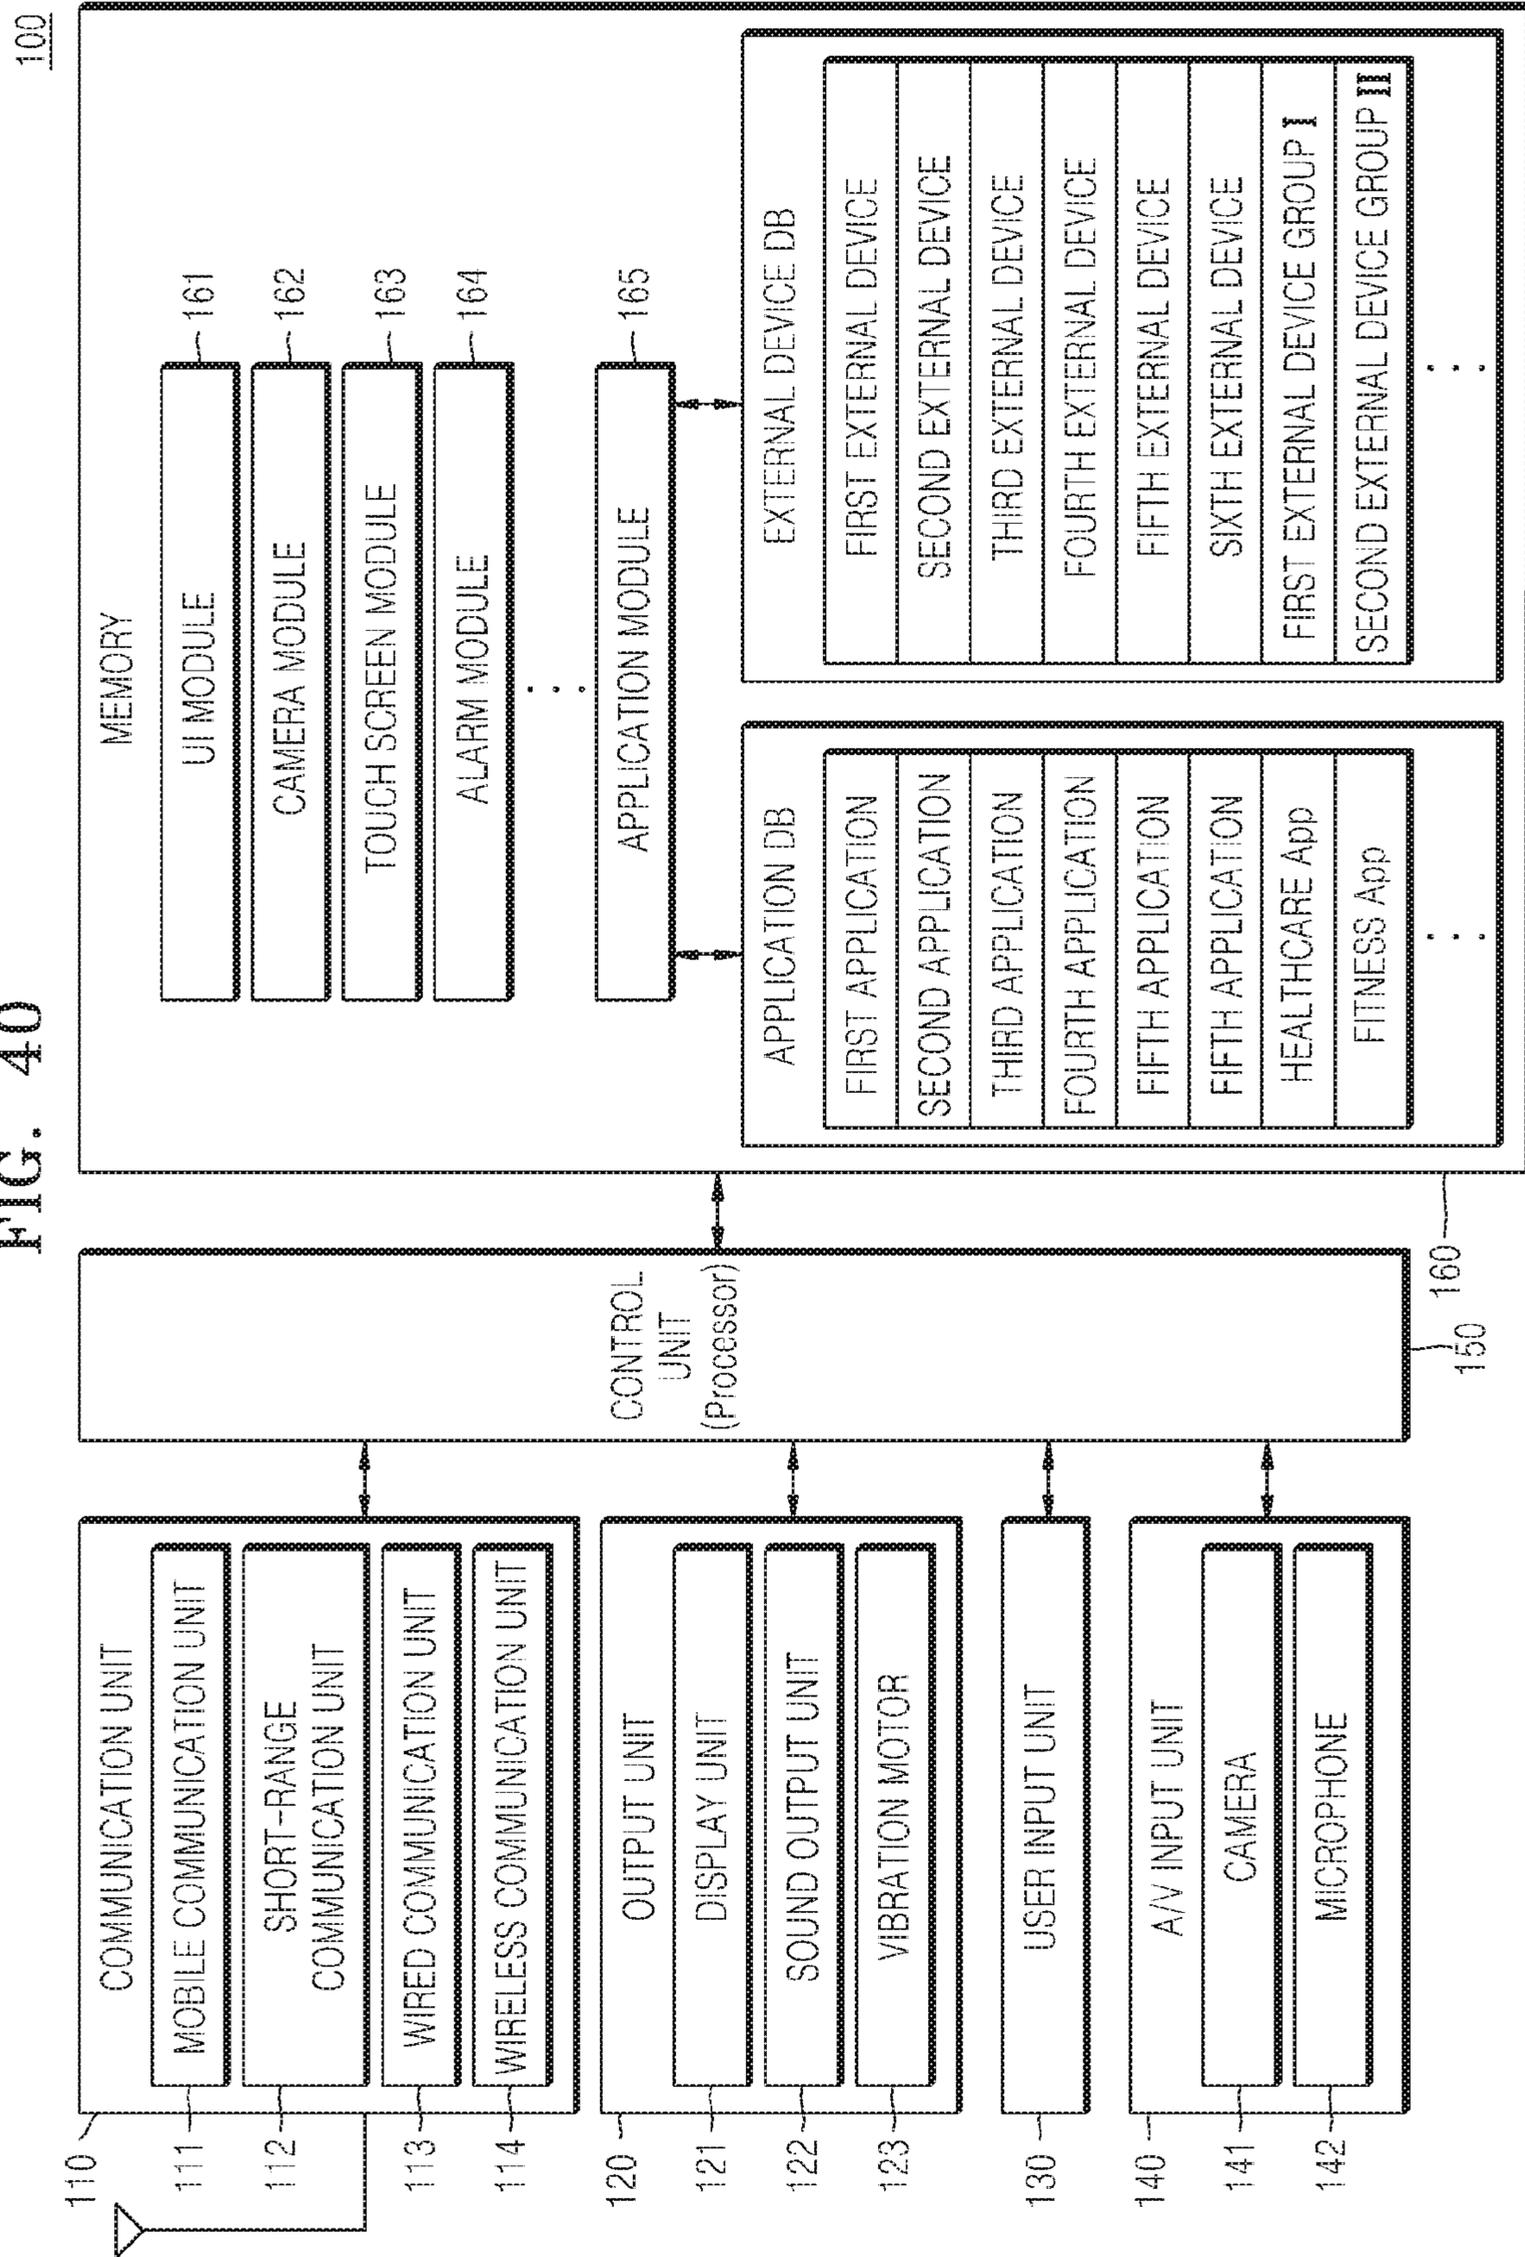 FIG. 40
100
110
COMMUNICATION UNIT
111
MOBILE COMMUNICATION UNIT
112
SHORT-RANGE
COMMUNICATION UNIT
113
WIRED COMMUNICATION UNIT
114
WIRELESS COMMUNICATION UNIT
120
OUTPUT UNIT
121
DISPLAY UNIT
122
SOUND OUTPUT UNIT
123
VIBRATION MOTOR
130
USER INPUT UNIT
140
A/V INPUT UNIT
141
CAMERA
142
MICROPHONE
CONTROL
UNIT
(Processor)
150
160
MEMORY
UI MODULE
161
CAMERA MODULE
162
TOUCH SCREEN MODULE
163
ALARM MODULE
164
APPLICATION MODULE
165
APPLICATION DB
FIRST APPLICATION
SECOND APPLICATION
THIRD APPLICATION
FOURTH APPLICATION
FIFTH APPLICATION
FIFTH APPLICATION
HEALTHCARE App
FITNESS App
EXTERNAL DEVICE DB
FIRST EXTERNAL DEVICE
SECOND EXTERNAL DEVICE
THIRD EXTERNAL DEVICE
FOURTH EXTERNAL DEVICE
FIFTH EXTERNAL DEVICE
SIXTH EXTERNAL DEVICE
FIRST EXTERNAL DEVICE GROUP I
SECOND EXTERNAL DEVICE GROUP II